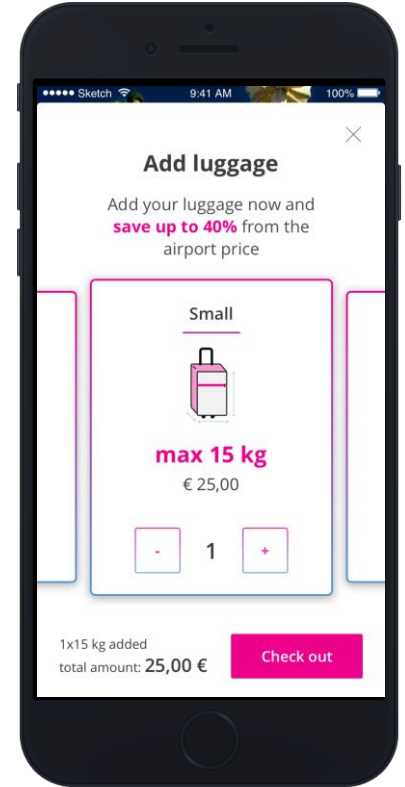 ●●●●● Sketch 9:41 AM 100%
Add luggage
Add your luggage now and
save up to 40% from the
airport price
Small
max 15 kg
€ 25,00
- 1 +
1x15 kg added
total amount: 25,00 €
Check out